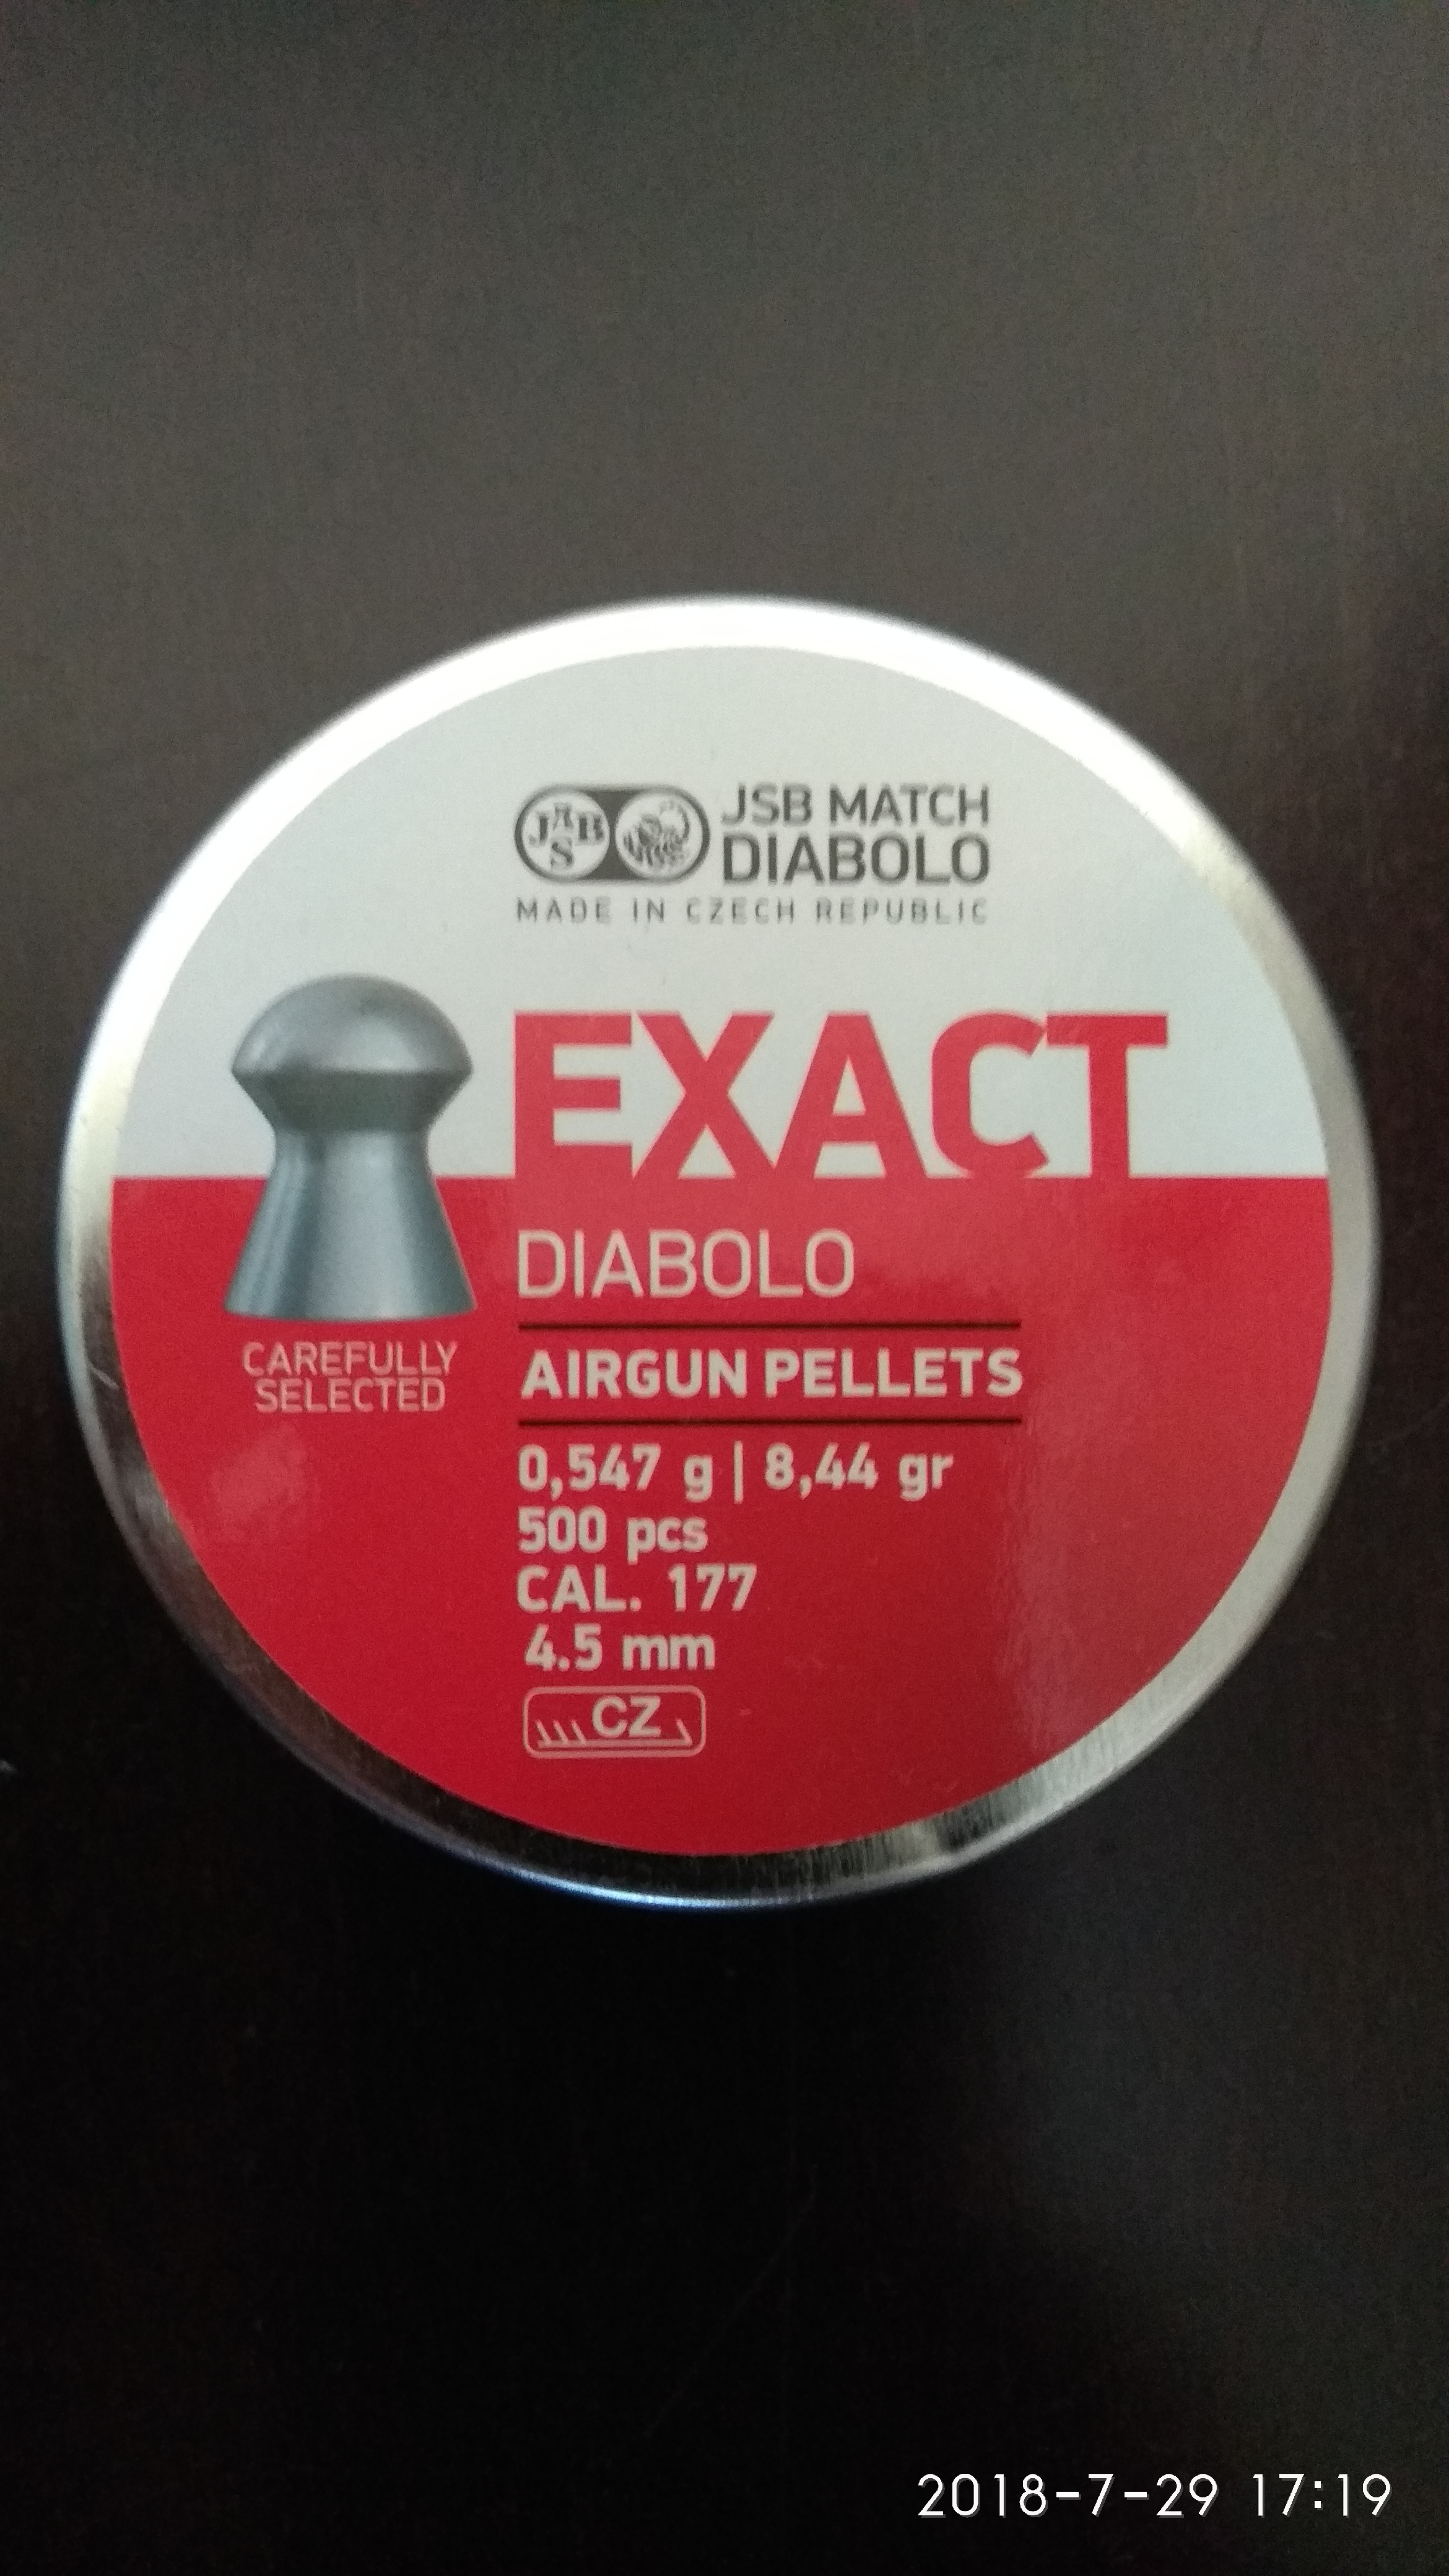 JASB
JSB MATCH
DIABOLO
MADE IN CZECH REPUBLIC
EXACT
DIABOLO
CAREFULLY
SELECTED
AIRGUN PELLETS
0,547 g | 8,44 gr
500 pcs
CAL. 177
4.5 mm
CZ
2018-7-29 17:19